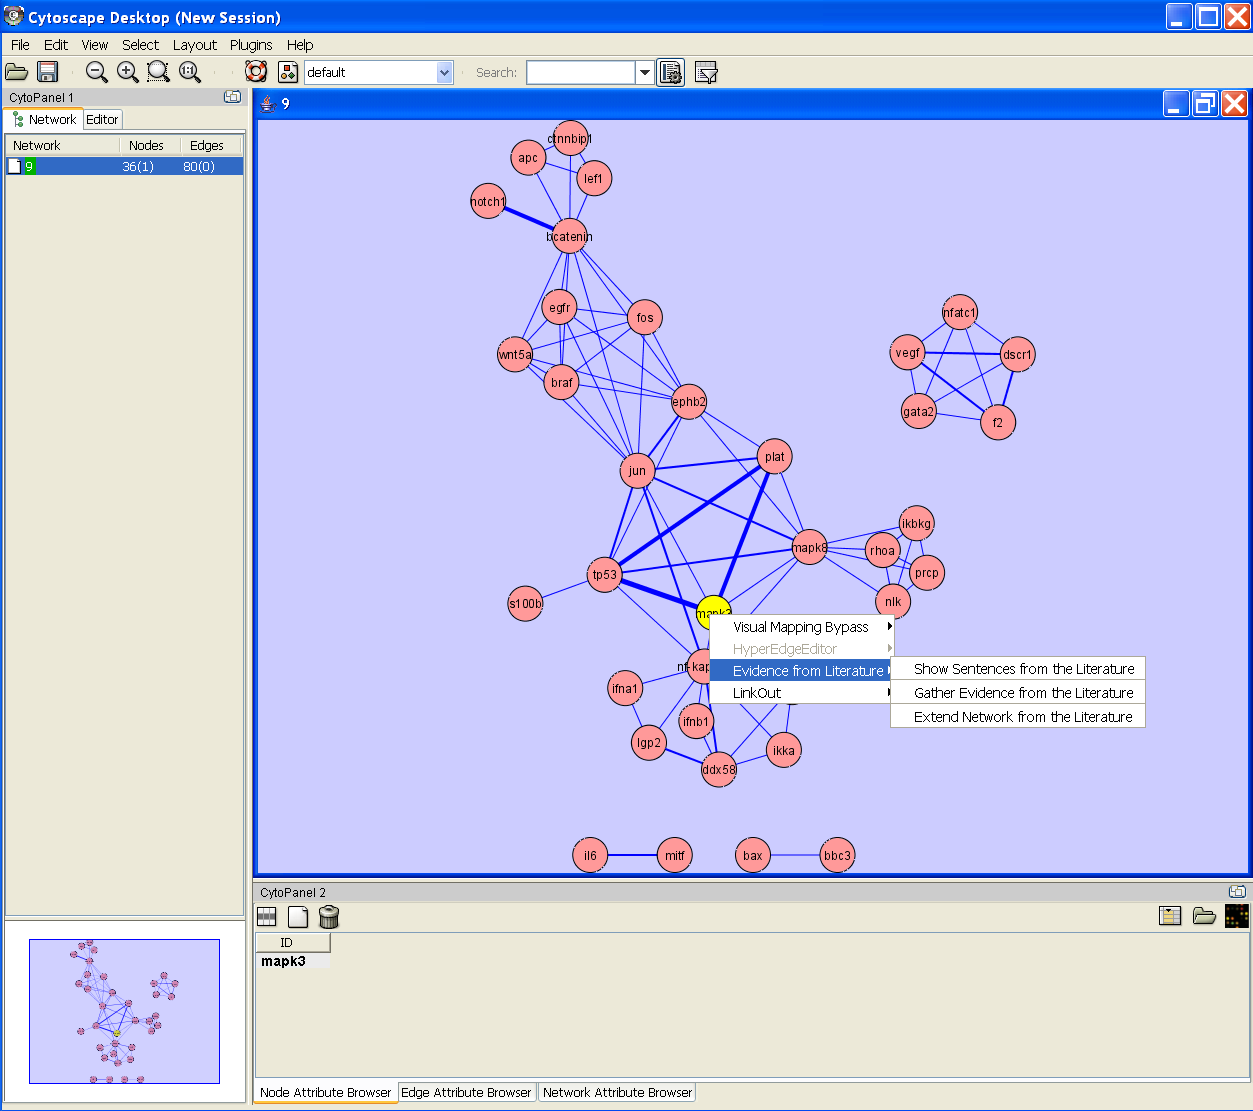 Cytoscape Desktop (New Session)
File Edit View Select Layout Plugins Help
default Search:
CytoPanel 1
Network Editor
Network Nodes Edges
9 36(1) 80(0)
9
ctnnbip1
apc
lef1
notch1
bcatenin
egfr
fos
nfatc1
wnt5a
vegf
dscr1
braf
ephb2
gata2
f2
plat
jun
ikbkg
mapk8
rhoa
tp53
prcp
s100b
nlk
mapk3
Visual Mapping Bypass
HyperEdgeEditor
Evidence from Literature
LinkOut
Show Sentences from the Literature
Gather Evidence from the Literature
Extend Network from the Literature
nf-kap
ifna1
ifnb1
lgp2
ikka
ddx58
il6
mitf
bax
bbc3
CytoPanel 2
ID
mapk3
Node Attribute Browser Edge Attribute Browser Network Attribute Browser